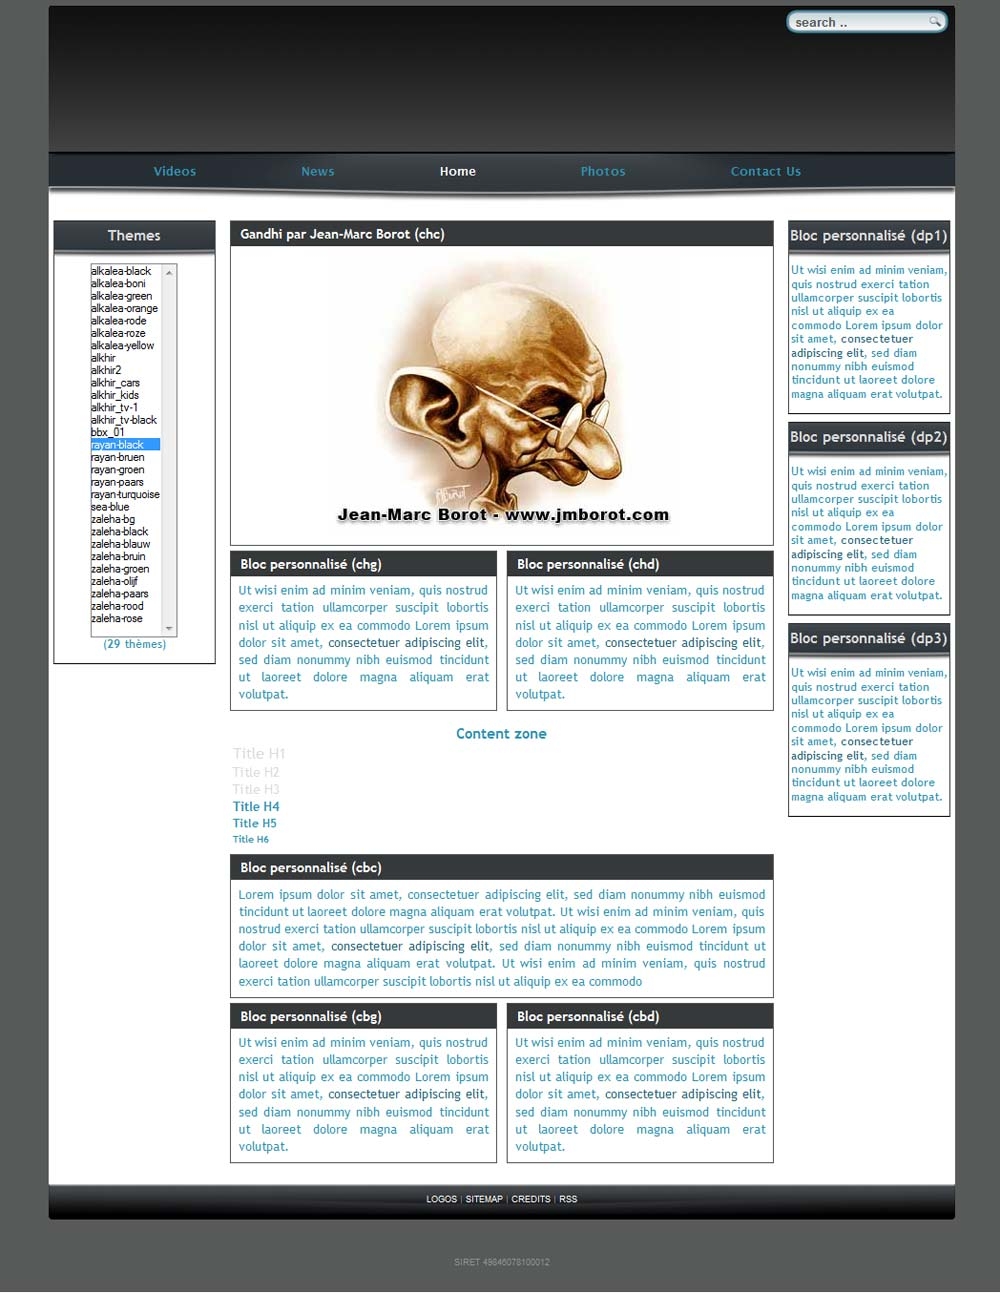 search ..
Videos
News
Home
Photos
Contact Us
Themes
alkalea-black
alkalea-boni
alkalea-green
alkalea-orange
alkalea-rode
alkalea-roze
alkalea-yellow
alkhir
alkhir2
alkhir_cars
alkhir_kids
alkhir_tv-1
alkhir_tv-black
bbx_01
rayan-black
rayan-bruen
rayan-groen
rayan-paars
rayan-turquoise
sea-blue
zaleha-bg
zaleha-black
zaleha-blauw
zaleha-bruin
zaleha-groen
zaleha-olijf
zaleha-paars
zaleha-rood
zaleha-rose
(29 thèmes)
Gandhi par Jean-Marc Borot (chc)
Jean-Marc Borot - www.jmborot.com
Bloc personnalisé (chg)
Ut wisi enim ad minim veniam, quis nostrud
exerci tation ullamcorper suscipit lobortis
nisl ut aliquip ex ea commodo Lorem ipsum
dolor sit amet, consectetuer adipiscing elit,
sed diam nonummy nibh euismod tincidunt
ut laoreet dolore magna aliquam erat
volutpat.
Bloc personnalisé (chd)
Ut wisi enim ad minim veniam, quis nostrud
exerci tation ullamcorper suscipit lobortis
nisl ut aliquip ex ea commodo Lorem ipsum
dolor sit amet, consectetuer adipiscing elit,
sed diam nonummy nibh euismod tincidunt
ut laoreet dolore magna aliquam erat
volutpat.
Content zone
Title H1
Title H2
Title H3
Title H4
Title H5
Title H6
Bloc personnalisé (cbc)
Lorem ipsum dolor sit amet, consectetuer adipiscing elit, sed diam nonummy nibh euismod
tincidunt ut laoreet dolore magna aliquam erat volutpat. Ut wisi enim ad minim veniam, quis
nostrud exerci tation ullamcorper suscipit lobortis nisl ut aliquip ex ea commodo Lorem ipsum
dolor sit amet, consectetuer adipiscing elit, sed diam nonummy nibh euismod tincidunt ut
laoreet dolore magna aliquam erat volutpat. Ut wisi enim ad minim veniam, quis nostrud
exerci tation ullamcorper suscipit lobortis nisl ut aliquip ex ea commodo
Bloc personnalisé (cbg)
Ut wisi enim ad minim veniam, quis nostrud
exerci tation ullamcorper suscipit lobortis
nisl ut aliquip ex ea commodo Lorem ipsum
dolor sit amet, consectetuer adipiscing elit,
sed diam nonummy nibh euismod tincidunt
ut laoreet dolore magna aliquam erat
volutpat.
Bloc personnalisé (cbd)
Ut wisi enim ad minim veniam, quis nostrud
exerci tation ullamcorper suscipit lobortis
nisl ut aliquip ex ea commodo Lorem ipsum
dolor sit amet, consectetuer adipiscing elit,
sed diam nonummy nibh euismod tincidunt
ut laoreet dolore magna aliquam erat
volutpat.
Bloc personnalisé (dp1)
Ut wisi enim ad minim veniam,
quis nostrud exerci tation
ullamcorper suscipit lobortis
nisl ut aliquip ex ea
commodo Lorem ipsum dolor
sit amet, consectetuer
adipiscing elit, sed diam
nonummy nibh euismod
tincidunt ut laoreet dolore
magna aliquam erat volutpat.
Bloc personnalisé (dp2)
Ut wisi enim ad minim veniam,
quis nostrud exerci tation
ullamcorper suscipit lobortis
nisl ut aliquip ex ea
commodo Lorem ipsum dolor
sit amet, consectetuer
adipiscing elit, sed diam
nonummy nibh euismod
tincidunt ut laoreet dolore
magna aliquam erat volutpat.
Bloc personnalisé (dp3)
Ut wisi enim ad minim veniam,
quis nostrud exerci tation
ullamcorper suscipit lobortis
nisl ut aliquip ex ea
commodo Lorem ipsum dolor
sit amet, consectetuer
adipiscing elit, sed diam
nonummy nibh euismod
tincidunt ut laoreet dolore
magna aliquam erat volutpat.
LOGOS | SITEMAP | CREDITS | RSS
SIRET 49846078100012